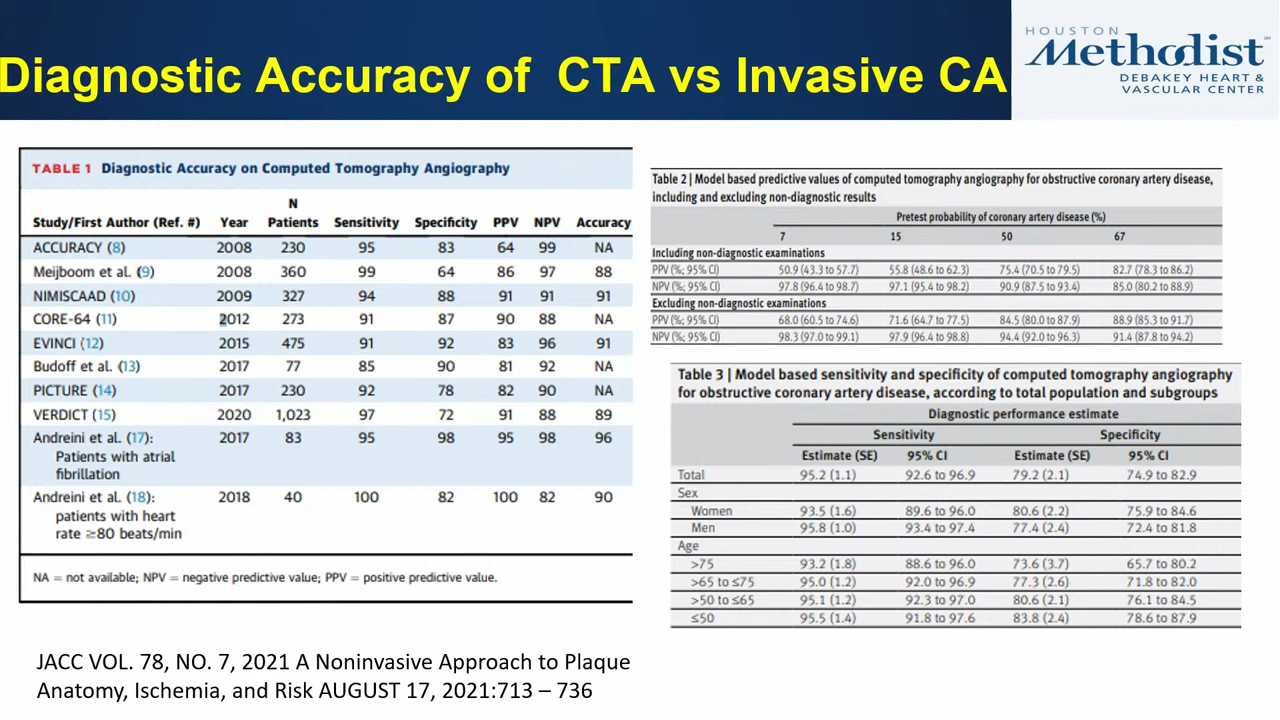 Diagnostic Accuracy of CTA vs Invasive CA
HOUSTON
Methodist
DEBAKEY HEART &
VASCULAR CENTER
TABLE 1 Diagnostic Accuracy on Computed Tomography Angiography
N
Study/First Author (Ref. #) Year Patients Sensitivity Specificity PPV NPV Accuracy
ACCURACY (8) 2008 230 95 83 64 99 NA
Meijboom et al. (9) 2008 360 99 64 86 97 88
NIMISCAAD (10) 2009 327 94 88 91 91 91
CORE-64 (11) 2012 273 91 87 90 88 NA
EVINCI (12) 2015 475 91 92 83 96 91
Budoff et al. (13) 2017 77 85 90 81 92 NA
PICTURE (14) 2017 230 92 78 82 90 NA
VERDICT (15) 2020 1,023 97 72 91 88 89
Andreini et al. (17): 2017 83 95 98 95 98 96
Patients with atrial
fibrillation
Andreini et al. (18): 2018 40 100 82 100 82 90
patients with heart
rate ≥80 beats/min
NA = not available; NPV = negative predictive value; PPV = positive predictive value.
Table 2 | Model based predictive values of computed tomography angiography for obstructive coronary artery disease,
including and excluding non-diagnostic results
Pretest probability of coronary artery disease (%)
7 15 50 67
Including non-diagnostic examinations
PPV (%; 95% CI) 50.9 (43.3 to 57.7) 55.8 (48.6 to 62.3) 75.4 (70.5 to 79.5) 82.7 (78.3 to 86.2)
NPV (%; 95% CI) 97.8 (96.4 to 98.7) 97.1 (95.4 to 98.2) 90.9 (87.5 to 93.4) 85.0 (80.2 to 88.9)
Excluding non-diagnostic examinations
PPV (%; 95% CI) 68.0 (60.5 to 74.6) 71.6 (64.7 to 77.5) 84.5 (80.0 to 87.9) 88.9 (85.3 to 91.7)
NPV (%; 95% CI) 98.3 (97.0 to 99.1) 97.9 (96.4 to 98.8) 94.4 (92.0 to 96.3) 91.4 (87.8 to 94.2)
Table 3 | Model based sensitivity and specificity of computed tomography angiography
for obstructive coronary artery disease, according to total population and subgroups
Diagnostic performance estimate
Sensitivity Specificity
Estimate (SE) 95% CI Estimate (SE) 95% CI
Total 95.2 (1.1) 92.6 to 96.9 79.2 (2.1) 74.9 to 82.9
Sex
Women 93.5 (1.6) 89.6 to 96.0 80.6 (2.2) 75.9 to 84.6
Men 95.8 (1.0) 93.4 to 97.4 77.4 (2.4) 72.4 to 81.8
Age
>75 93.2 (1.8) 88.6 to 96.0 73.6 (3.7) 65.7 to 80.2
>65 to ≤75 95.0 (1.2) 92.0 to 96.9 77.3 (2.6) 71.8 to 82.0
>50 to ≤65 95.1 (1.2) 92.3 to 97.0 80.6 (2.1) 76.1 to 84.5
≤50 95.5 (1.4) 91.8 to 97.6 83.8 (2.4) 78.6 to 87.9
JACC VOL. 78, NO. 7, 2021 A Noninvasive Approach to Plaque
Anatomy, Ischemia, and Risk AUGUST 17, 2021:713 – 736